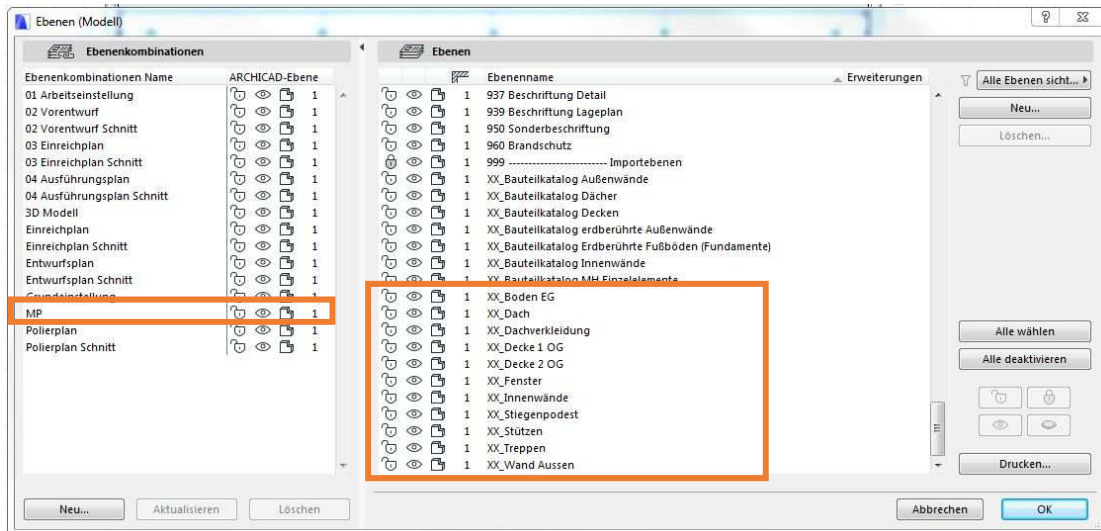 Ebenen (Modell)
Ebenenkombinationen
Ebenenkombinationen Name ARCHICAD-Ebene
01 Arbeitseinstellung 1
02 Vorentwurf 1
02 Vorentwurf Schnitt 1
03 Einreichplan 1
03 Einreichplan Schnitt 1
04 Ausführungsplan 1
04 Ausführungsplan Schnitt 1
3D Modell 1
Einreichplan 1
Einreichplan Schnitt 1
Entwurfsplan 1
Entwurfsplan Schnitt 1
Grundeinstellung 1
MP 1
Polierplan 1
Polierplan Schnitt 1
Neu... Aktualisieren Löschen
Ebenen
Ebenenname Erweiterungen
1 937 Beschriftung Detail
1 939 Beschriftung Lageplan
1 950 Sonderbeschriftung
1 960 Brandschutz
1 999 ------------------------- Importebenen
1 XX_Bauteilkatalog Außenwände
1 XX_Bauteilkatalog Dächer
1 XX_Bauteilkatalog Decken
1 XX_Bauteilkatalog erdberührte Außenwände
1 XX_Bauteilkatalog Erdberührte Fußböden (Fundamente)
1 XX_Bauteilkatalog Innenwände
1 XX_Bauteilkatalog MH Einzelelemente
1 XX_Boden EG
1 XX_Dach
1 XX_Dachverkleidung
1 XX_Decke 1 OG
1 XX_Decke 2 OG
1 XX_Fenster
1 XX_Innenwände
1 XX_Stiegenpodest
1 XX_Stützen
1 XX_Treppen
1 XX_Wand Aussen
Alle Ebenen sicht...
Neu...
Löschen...
Alle wählen
Alle deaktivieren
Drucken...
Abbrechen OK